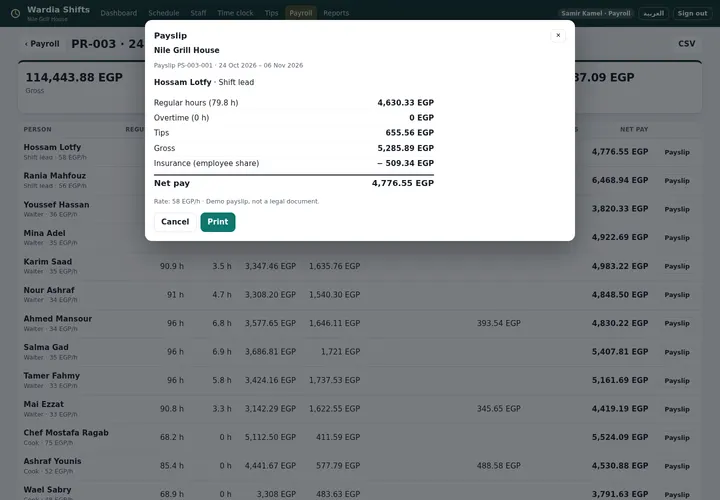 Wardia Shifts
Nile Grill House
Dashboard Schedule Staff Time clock Tips Payroll Reports
Samir Kamel · Payroll العربية Sign out
‹ Payroll PR-003 · 24 CSV
114,443.88 EGP
Gross
37.09 EGP
Payslip ×
Nile Grill House
Payslip PS-003-001 · 24 Oct 2026 – 06 Nov 2026
Hossam Lotfy · Shift lead
Regular hours (79.8 h) 4,630.33 EGP
Overtime (0 h) 0 EGP
Tips 655.56 EGP
Gross 5,285.89 EGP
Insurance (employee share) − 509.34 EGP
Net pay 4,776.55 EGP
Rate: 58 EGP/h · Demo payslip, not a legal document.
Cancel Print
PERSON NET PAY
Hossam Lotfy 4,776.55 EGP Payslip
Shift lead · 58 EGP/h
Rania Mahfouz 6,468.94 EGP Payslip
Shift lead · 56 EGP/h
Youssef Hassan 3,820.33 EGP Payslip
Waiter · 36 EGP/h
Mina Adel 4,922.69 EGP Payslip
Waiter · 35 EGP/h
Karim Saad 90.9 h 3.5 h 3,347.46 EGP 1,635.76 EGP 4,983.22 EGP Payslip
Waiter · 35 EGP/h
Nour Ashraf 91 h 4.7 h 3,308.20 EGP 1,540.30 EGP 4,848.50 EGP Payslip
Waiter · 34 EGP/h
Ahmed Mansour 96 h 6.8 h 3,577.65 EGP 1,646.11 EGP 393.54 EGP 4,830.22 EGP Payslip
Waiter · 34 EGP/h
Salma Gad 96 h 6.9 h 3,686.81 EGP 1,721 EGP 5,407.81 EGP Payslip
Waiter · 35 EGP/h
Tamer Fahmy 96 h 5.8 h 3,424.16 EGP 1,737.53 EGP 5,161.69 EGP Payslip
Waiter · 33 EGP/h
Mai Ezzat 90.8 h 3.3 h 3,142.29 EGP 1,622.55 EGP 345.65 EGP 4,419.19 EGP Payslip
Waiter · 33 EGP/h
Chef Mostafa Ragab 68.2 h 0 h 5,112.50 EGP 411.59 EGP 5,524.09 EGP Payslip
Cook · 75 EGP/h
Ashraf Younis 85.4 h 0 h 4,441.67 EGP 577.79 EGP 488.58 EGP 4,530.88 EGP Payslip
Cook · 52 EGP/h
Wael Sabry 68.9 h 0 h 3,308 EGP 483.63 EGP 3,791.63 EGP Payslip